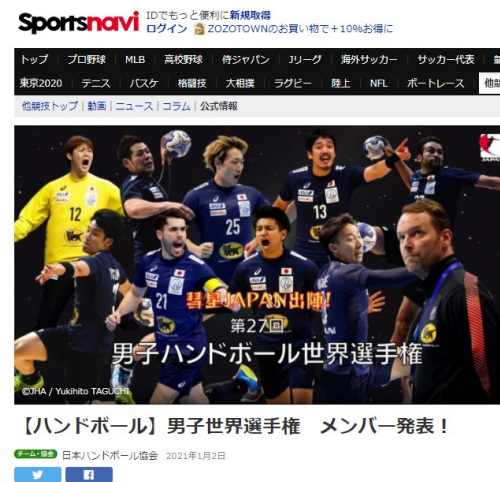 Sportsnavi
IDでもっと便利に新規取得
ログイン ZOZOTOWNのお買い物で＋10%お得に
トップ プロ野球 MLB 高校野球 侍ジャパン Jリーグ 海外サッカー サッカー代表
東京2020 テニス バスケ 格闘技 大相撲 ラグビー 陸上 NFL ボートレース 他
他競技トップ｜動画｜ニュース｜コラム｜公式情報
JAPAN
12
25
13
21
彗星JAPAN出陣!
第27回
男子ハンドボール世界選手権
©JHA / Yukihito TAGUCHI
【ハンドボール】男子世界選手権　メンバー発表！
チーム・協会 日本ハンドボール協会 2021年1月2日